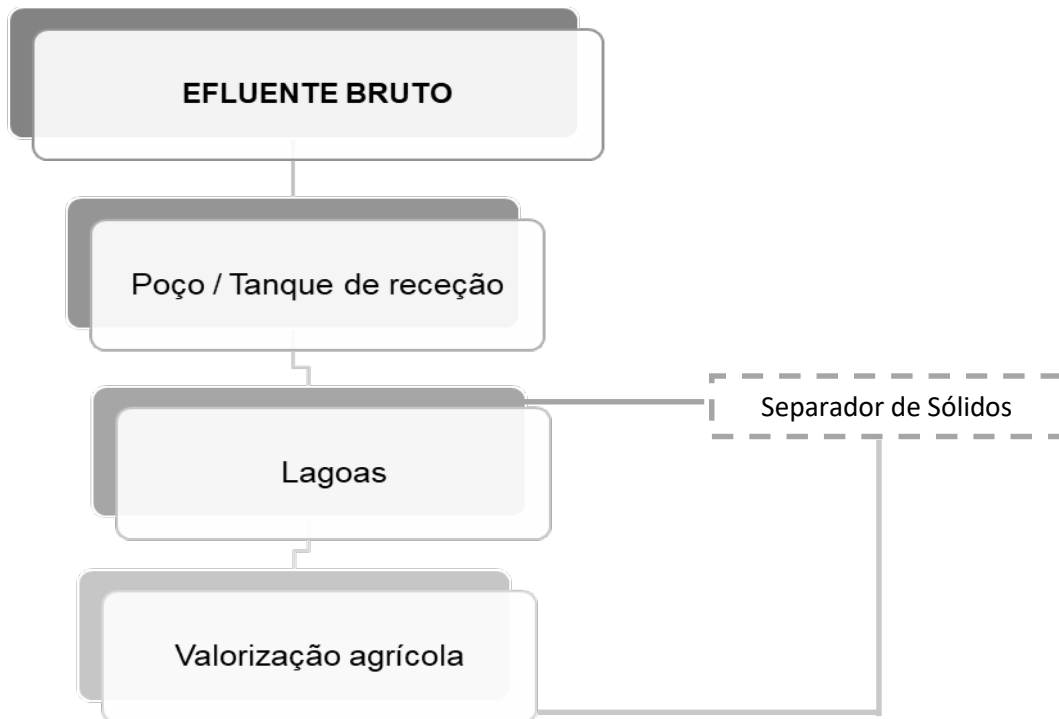 EFLUENTE BRUTO
Poço / Tanque de receção
Separador de Sólidos
Lagoas
Valorização agrícola